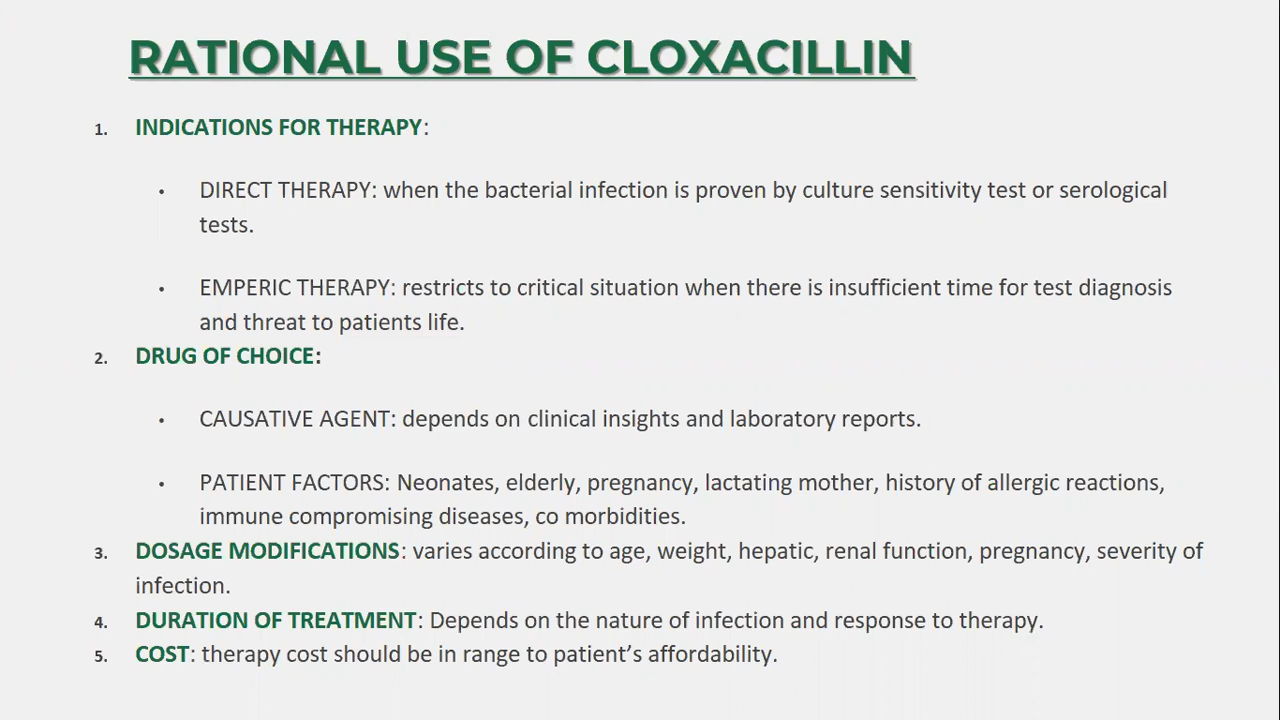 RATIONAL USE OF CLOXACILLIN
1. INDICATIONS FOR THERAPY:
• DIRECT THERAPY: when the bacterial infection is proven by culture sensitivity test or serological
tests.
• EMPERIC THERAPY: restricts to critical situation when there is insufficient time for test diagnosis
and threat to patients life.
2. DRUG OF CHOICE:
• CAUSATIVE AGENT: depends on clinical insights and laboratory reports.
• PATIENT FACTORS: Neonates, elderly, pregnancy, lactating mother, history of allergic reactions,
immune compromising diseases, co morbidities.
3. DOSAGE MODIFICATIONS: varies according to age, weight, hepatic, renal function, pregnancy, severity of
infection.
4. DURATION OF TREATMENT: Depends on the nature of infection and response to therapy.
5. COST: therapy cost should be in range to patient’s affordability.